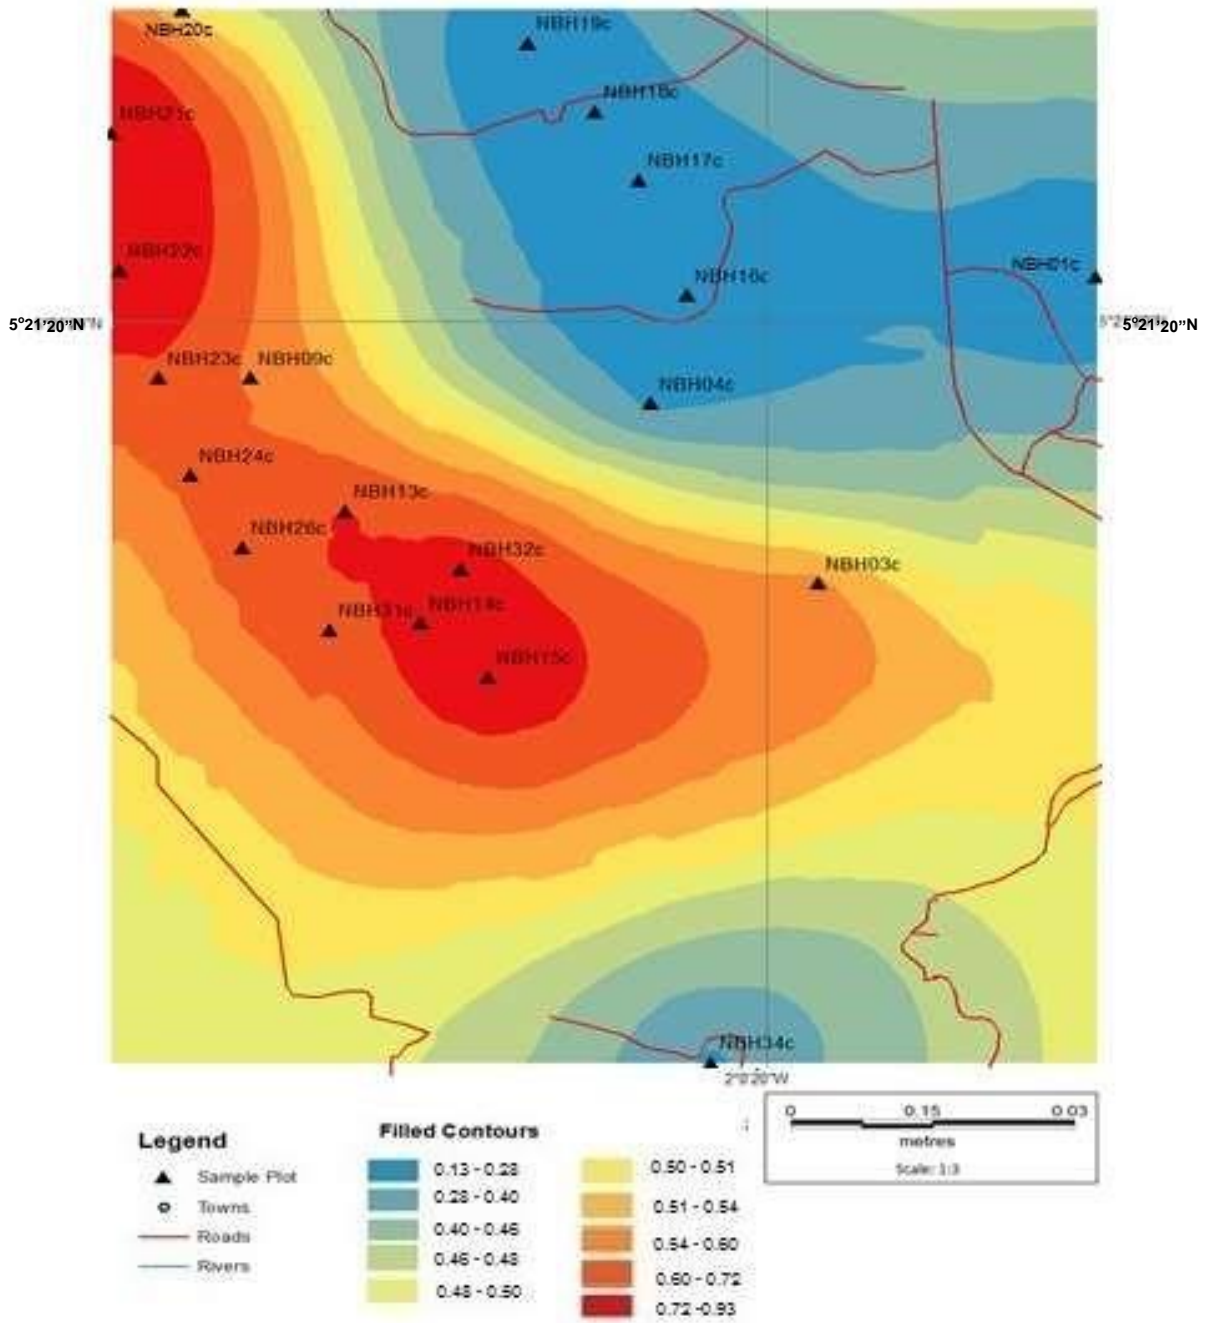 NBH19c
NBH20c
NBH18c
NBH21c
NBH17c
NBH22c
NBH01c
NBH16c
5°21'20"N
5°21'20"N
NBH23c NBH09c
NBH04c
NBH24c
NBH13c
NBH26c
NBH32c
NBH03c
NBH31c NBH14c
NBH15c
NBH34c
2°0'20"W
0 0.15 0.03
metres
Scale: 1:3
Legend
Sample Plot
Towns
Roads
Rivers
Filled Contours
0.13 - 0.28
0.28 - 0.40
0.40 - 0.46
0.46 - 0.48
0.48 - 0.50
0.50 - 0.51
0.51 - 0.54
0.54 - 0.60
0.60 - 0.72
0.72 -0.93